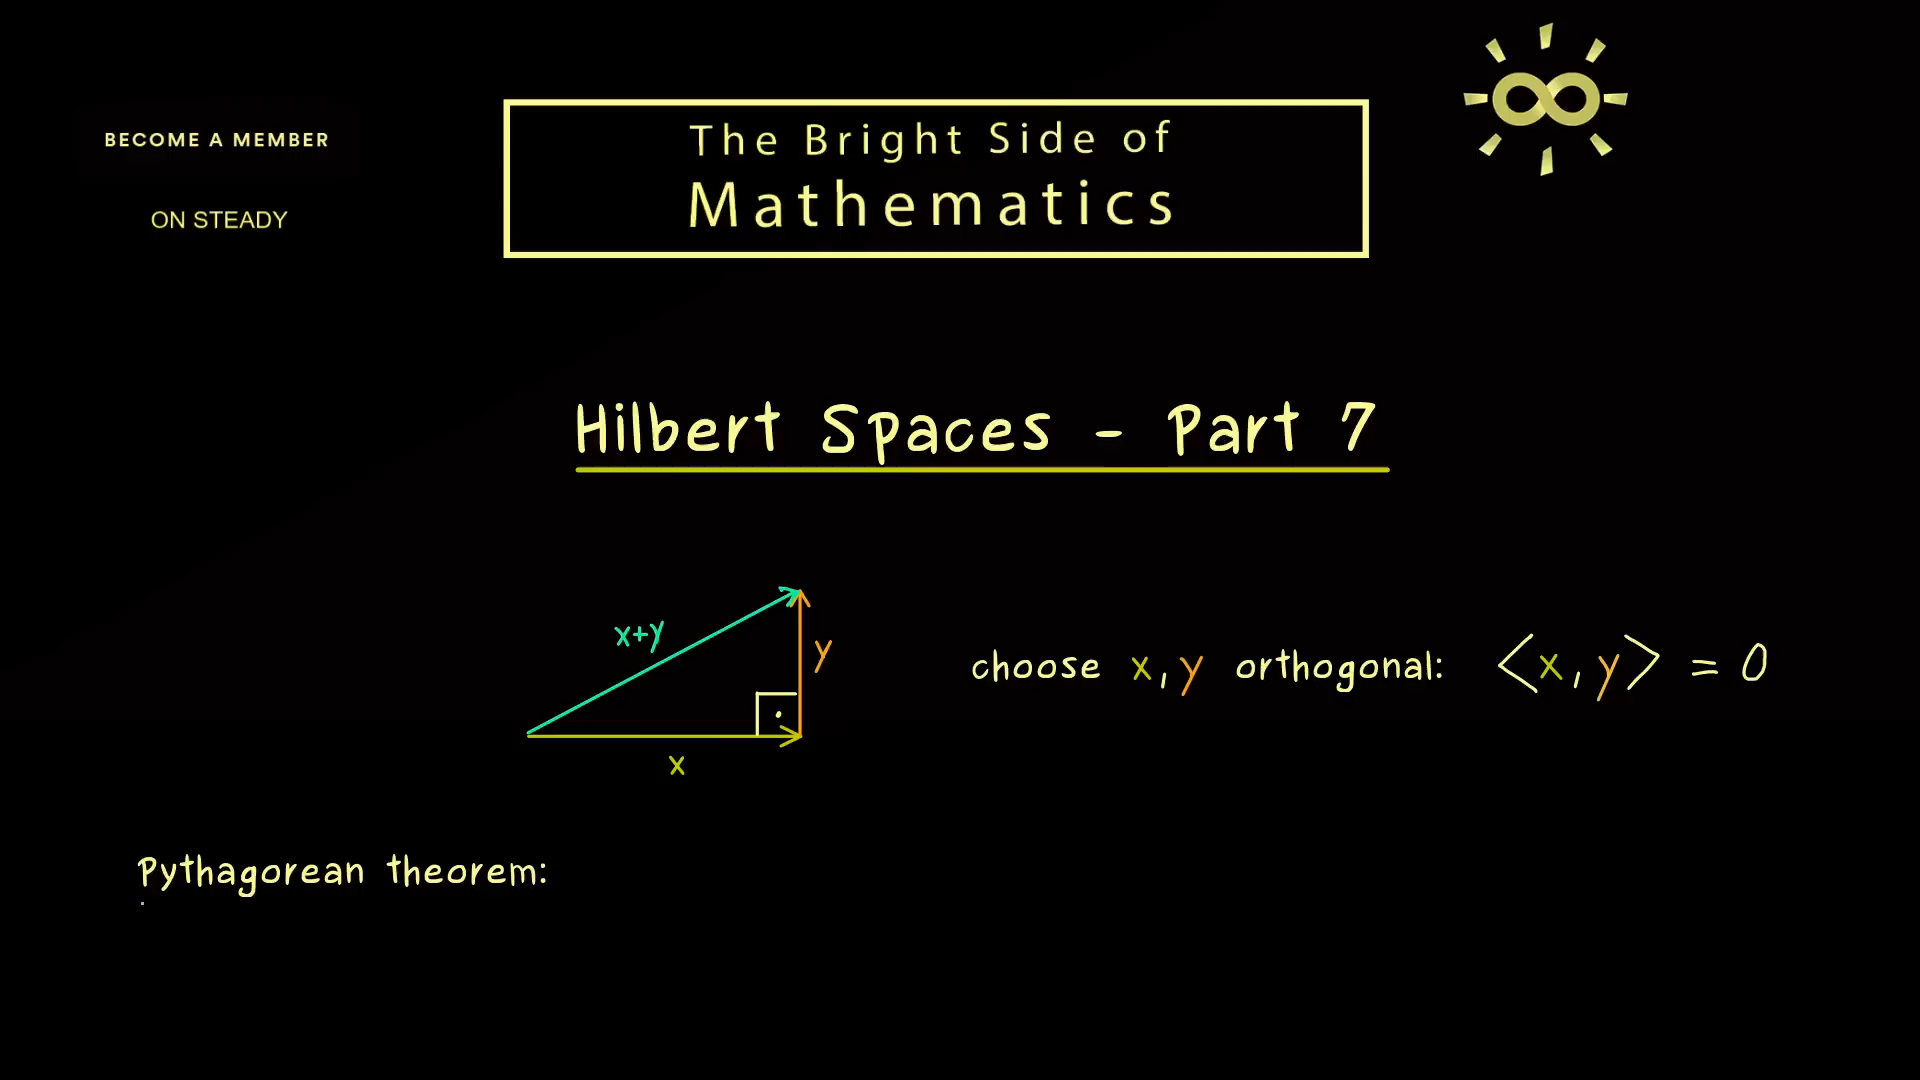 BECOME A MEMBER
ON STEADY
The Bright Side of
Mathematics
Hilbert Spaces - Part 7
x+y
y
x
choose x, y orthogonal: <x, y> = 0
Pythagorean theorem: